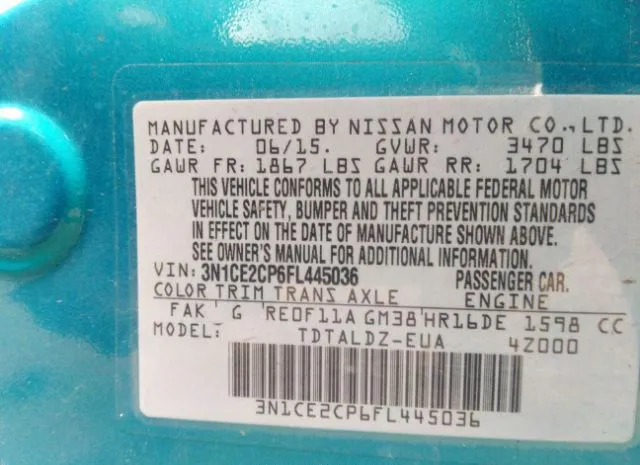 MANUFACTURED BY NISSAN MOTOR CO., LTD.
DATE: 06/15. GVWR: 3470 LBS
GAWR FR: 1867 LBS GAWR RR: 1704 LBS
THIS VEHICLE CONFORMS TO ALL APPLICABLE FEDERAL MOTOR
VEHICLE SAFETY, BUMPER AND THEFT PREVENTION STANDARDS
IN EFFECT ON THE DATE OF MANUFACTURE SHOWN ABOVE.
SEE OWNER'S MANUAL FOR ADDITIONAL LOADING INFORMATION.
VIN: 3N1CE2CP6FL445036 PASSENGER CAR.
COLOR TRIM TRANS AXLE ENGINE
FAK G RE0F11A GM38 HR16DE 1598 CC
MODEL: TDTALDZ-EUA 4Z000
3N1CE2CP6FL445036